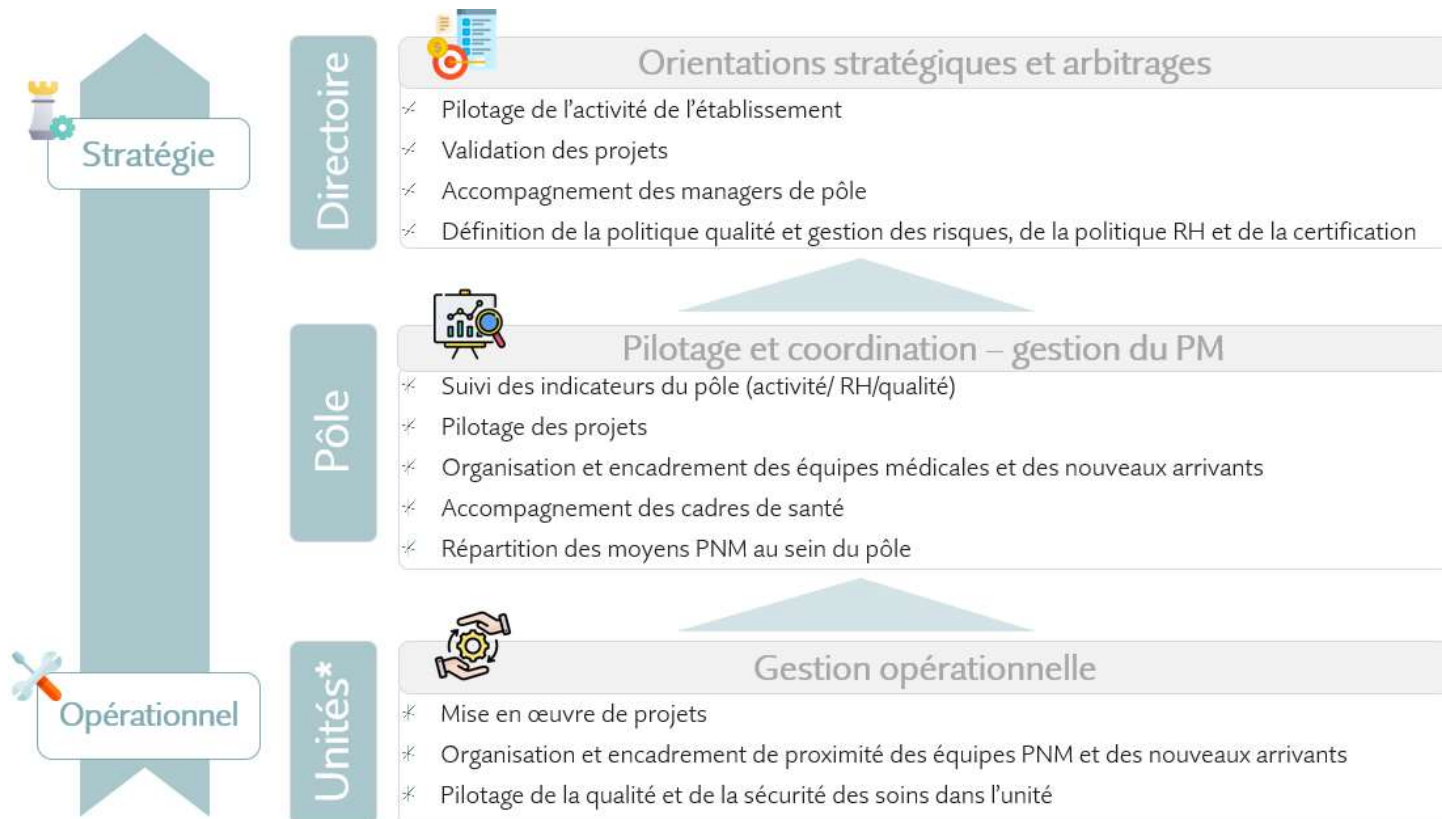 Stratégie
Directoire
Orientations stratégiques et arbitrages
Pilotage de l'activité de l'établissement
Validation des projets
Accompagnement des managers de pôle
Définition de la politique qualité et gestion des risques, de la politique RH et de la certification
Pôle
Pilotage et coordination – gestion du PM
Suivi des indicateurs du pôle (activité/ RH/qualité)
Pilotage des projets
Organisation et encadrement des équipes médicales et des nouveaux arrivants
Accompagnement des cadres de santé
Répartition des moyens PNM au sein du pôle
Opérationnel
Unités*
Gestion opérationnelle
Mise en œuvre de projets
Organisation et encadrement de proximité des équipes PNM et des nouveaux arrivants
Pilotage de la qualité et de la sécurité des soins dans l'unité